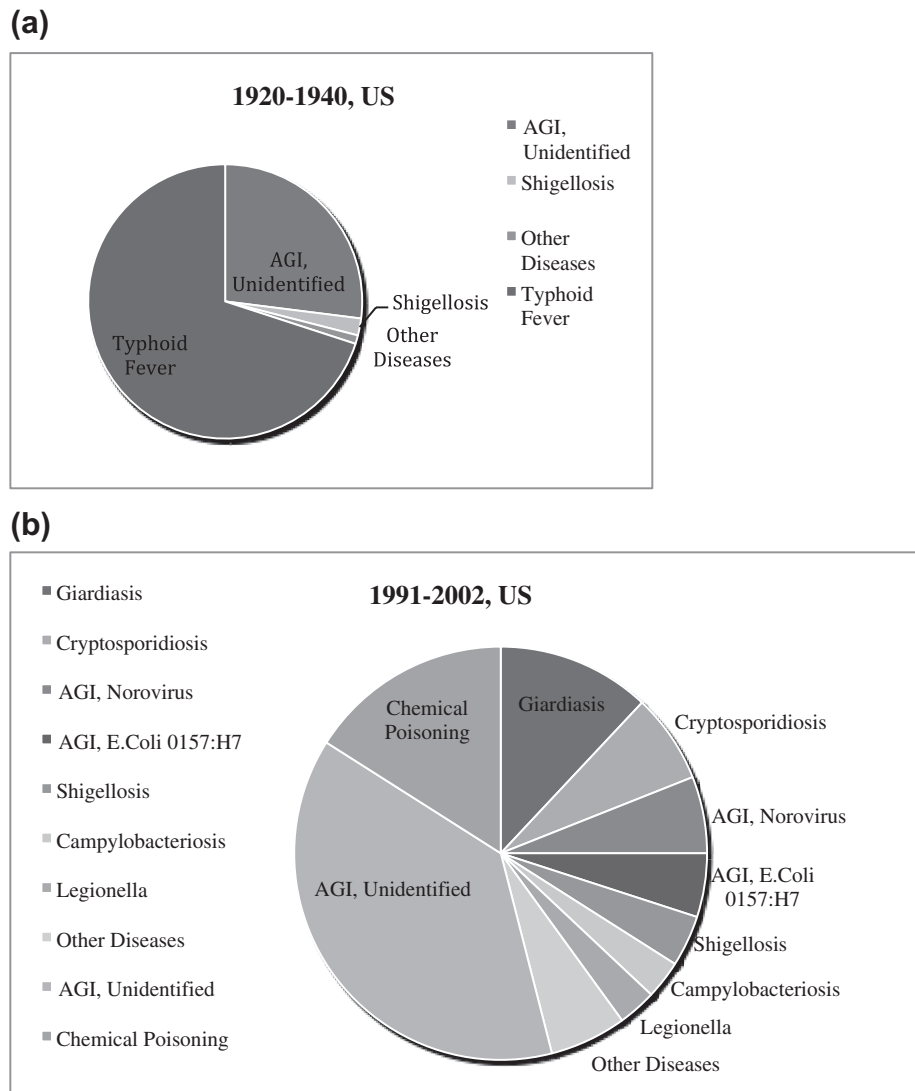 (a)
1920-1940, US
AGI,
Unidentified
Shigellosis
Other
Diseases
Typhoid
Fever
AGI,
Unidentified
Shigellosis
Other
Diseases
Typhoid
Fever
(b)
1991-2002, US
Giardiasis
Cryptosporidiosis
AGI, Norovirus
AGI, E.Coli 0157:H7
Shigellosis
Campylobacteriosis
Legionella
Other Diseases
AGI, Unidentified
Chemical Poisoning
Chemical
Poisoning
Giardiasis
Cryptosporidiosis
AGI, Norovirus
AGI, E.Coli
0157:H7
Shigellosis
Campylobacteriosis
Legionella
Other Diseases
AGI, Unidentified